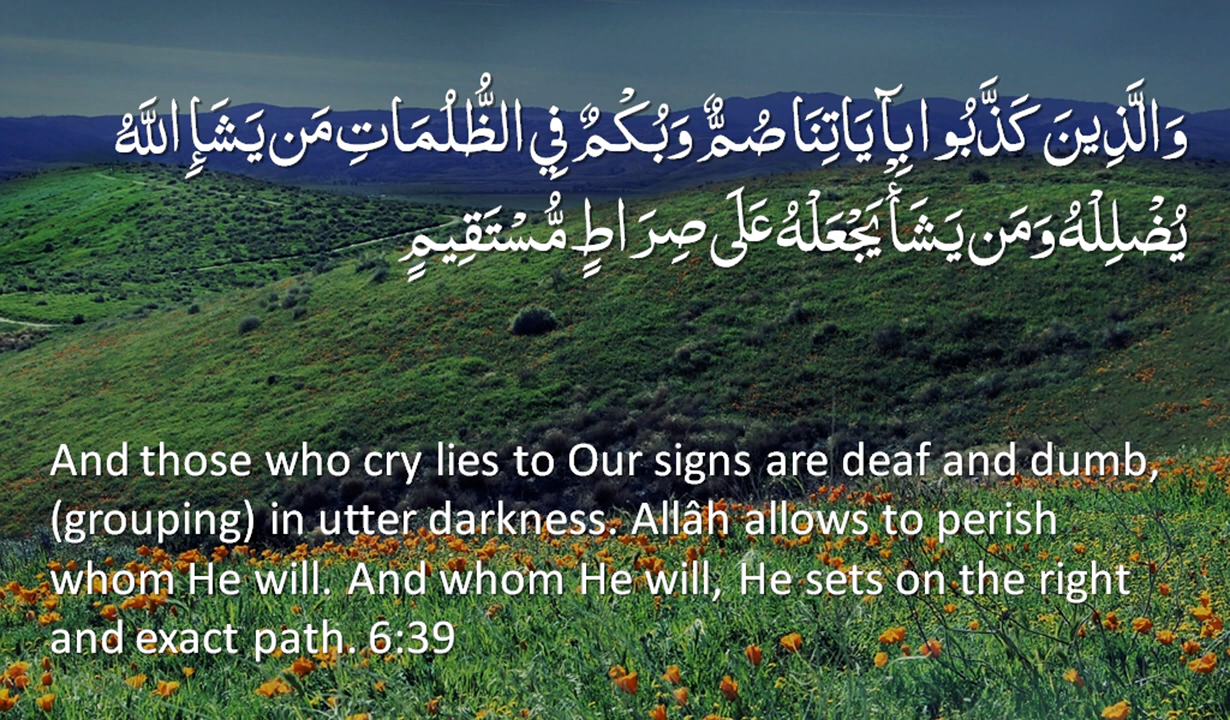 وَالَّذِينَ كَذَّبُوا بِآيَاتِنَا صُمٌّ وَبُكْمٌ فِي الظُّلُمَاتِ مَن يَشَإِ اللَّهُ
يُضْلِلْهُ وَمَن يَشَأْ يَجْعَلْهُ عَلَى صِرَاطٍ مُّسْتَقِيمٍ
And those who cry lies to Our signs are deaf and dumb,
(grouping) in utter darkness. Allâh allows to perish
whom He will. And whom He will, He sets on the right
and exact path. 6:39